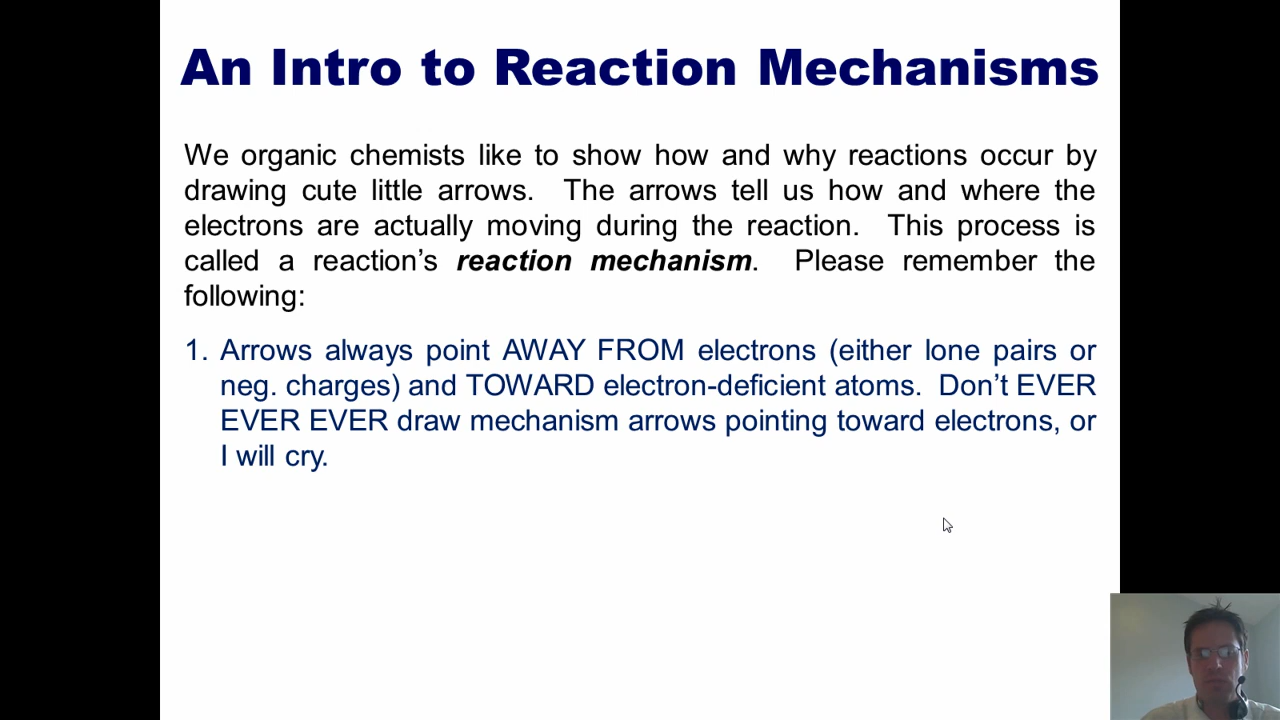 An Intro to Reaction Mechanisms
We organic chemists like to show how and why reactions occur by
drawing cute little arrows. The arrows tell us how and where the
electrons are actually moving during the reaction. This process is
called a reaction’s reaction mechanism. Please remember the
following:
1. Arrows always point AWAY FROM electrons (either lone pairs or
neg. charges) and TOWARD electron-deficient atoms. Don’t EVER
EVER EVER draw mechanism arrows pointing toward electrons, or
I will cry.